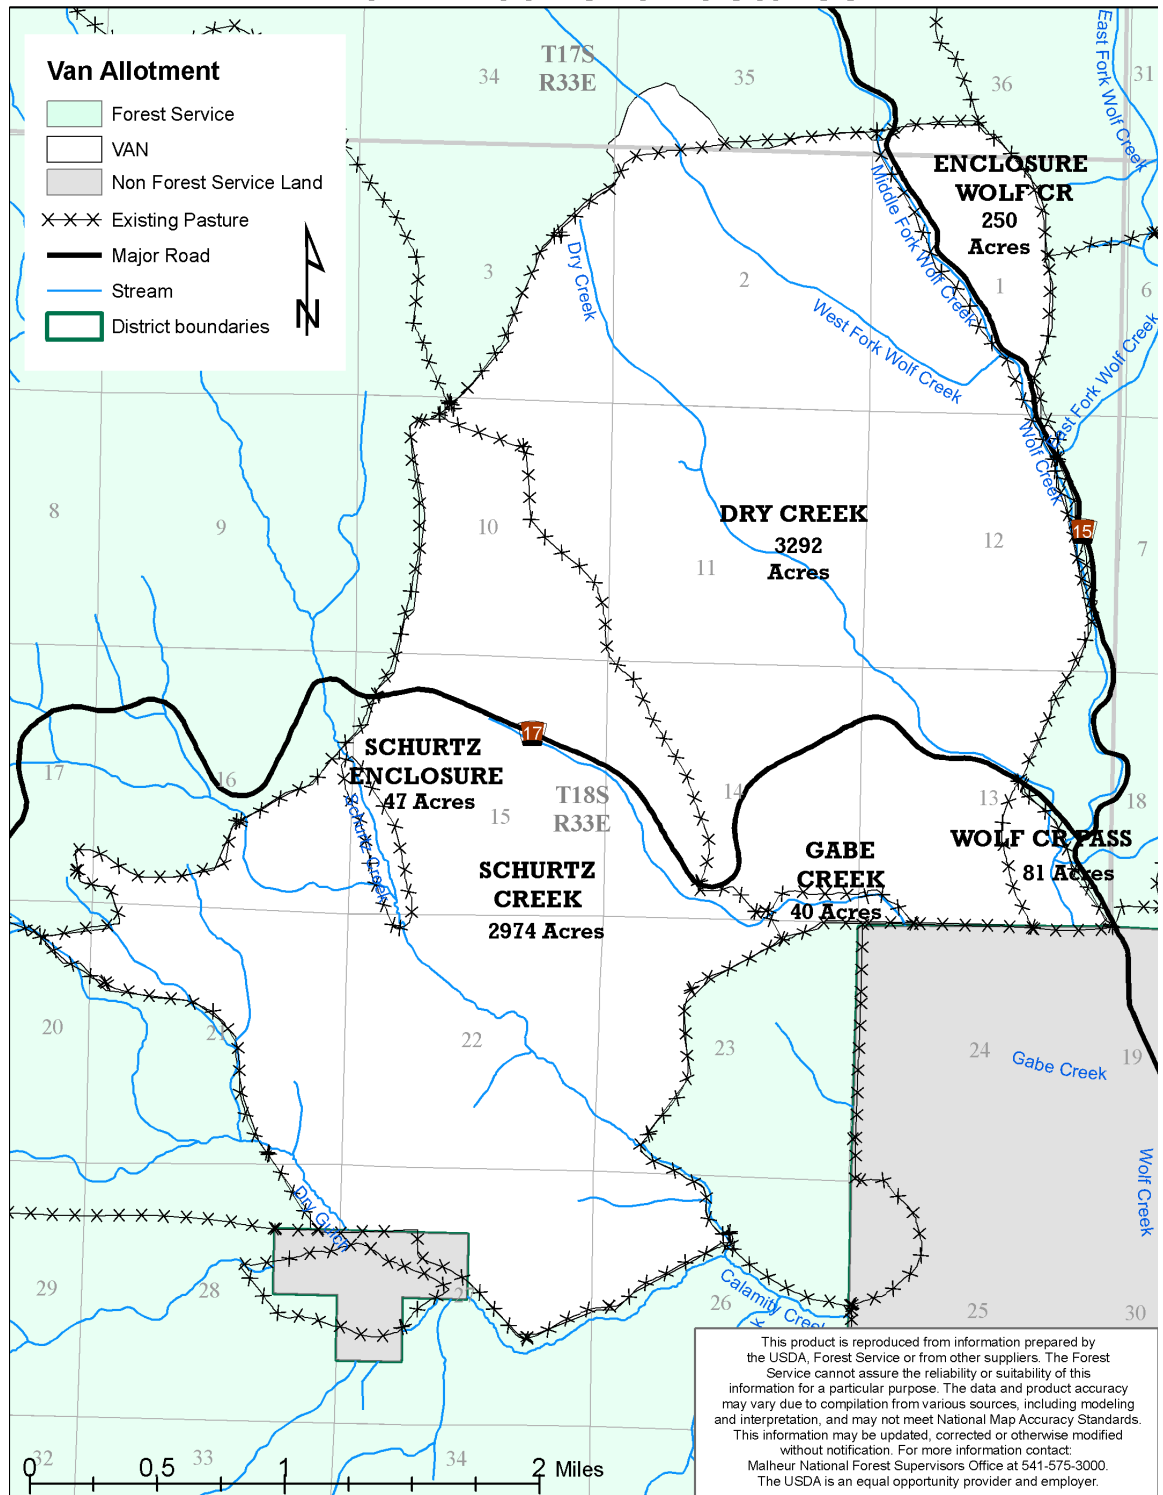 Van Allotment
Forest Service
VAN
Non Forest Service Land
Existing Pasture
Major Road
Stream
District boundaries
N
34
T17S
R33E
35
36
31
East Fork Wolf Creek
ENCLOSURE
WOLF CR
250
Acres
Middle Fork Wolf Creek
Dry Creek
3
2
1
6
West Fork Wolf Creek
East Fork Wolf Creek
Wolf Creek
8
9
10
DRY CREEK
3292
Acres
11
12
15
7
17
16
SCHURTZ
ENCLOSURE
47 Acres
Schurtz Creek
17
15
T18S
R33E
14
13
18
WOLF CR PASS
81 Acres
GABE
CREEK
40 Acres
SCHURTZ
CREEK
2974 Acres
20
21
22
23
24
19
Gabe Creek
Wolf Creek
Dry Gulch
29
28
27
26
Calamity Creek
25
30
32
33
34
0 0.5 1 2 Miles
This product is reproduced from information prepared by
the USDA, Forest Service or from other suppliers. The Forest
Service cannot assure the reliability or suitability of this
information for a particular purpose. The data and product accuracy
may vary due to compilation from various sources, including modeling
and interpretation, and may not meet National Map Accuracy Standards.
This information may be updated, corrected or otherwise modified
without notification. For more information contact:
Malheur National Forest Supervisors Office at 541-575-3000.
The USDA is an equal opportunity provider and employer.